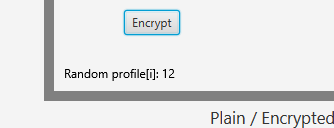 Encrypt
Random profile[i]: 12
Plain / Encrypted